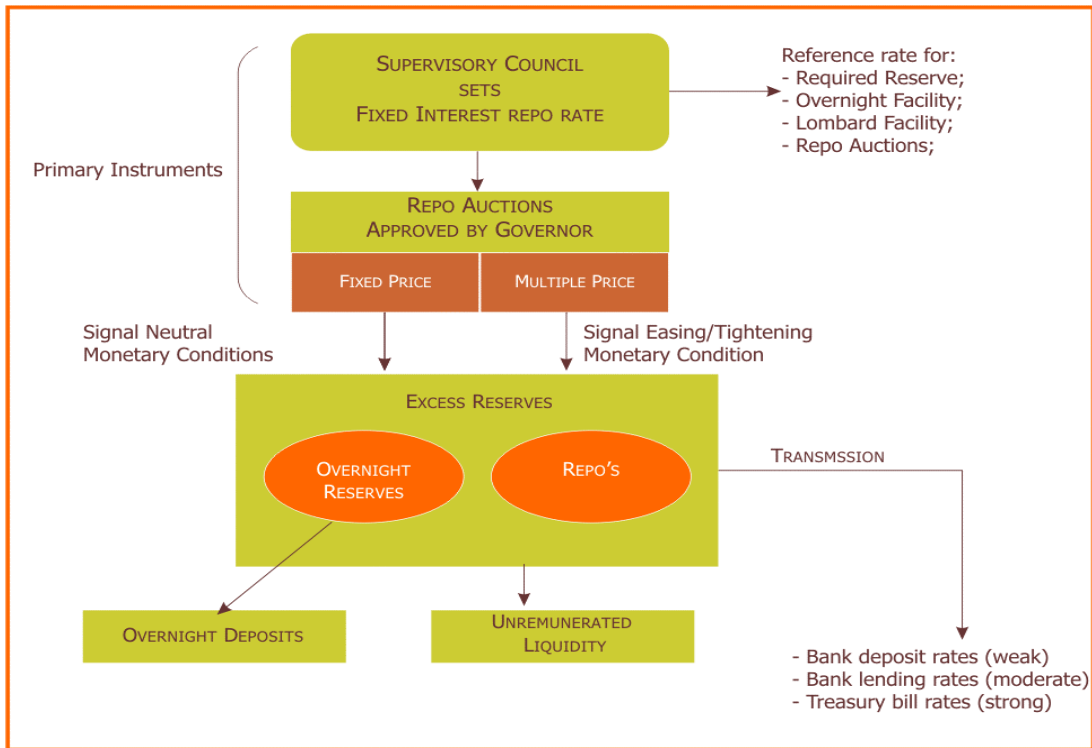 SUPERVISORY COUNCIL
SETS
FIXED INTEREST REPO RATE
Reference rate for:
- Required Reserve;
- Overnight Facility;
- Lombard Facility;
- Repo Auctions;
Primary Instruments
REPO AUCTIONS
APPROVED BY GOVERNOR
FIXED PRICE
MULTIPLE PRICE
Signal Neutral
Monetary Conditions
Signal Easing/Tightening
Monetary Condition
EXCESS RESERVES
OVERNIGHT
RESERVES
REPO'S
TRANSMSSION
OVERNIGHT DEPOSITS
UNREMUNERATED
LIQUIDITY
- Bank deposit rates (weak)
- Bank lending rates (moderate)
- Treasury bill rates (strong)